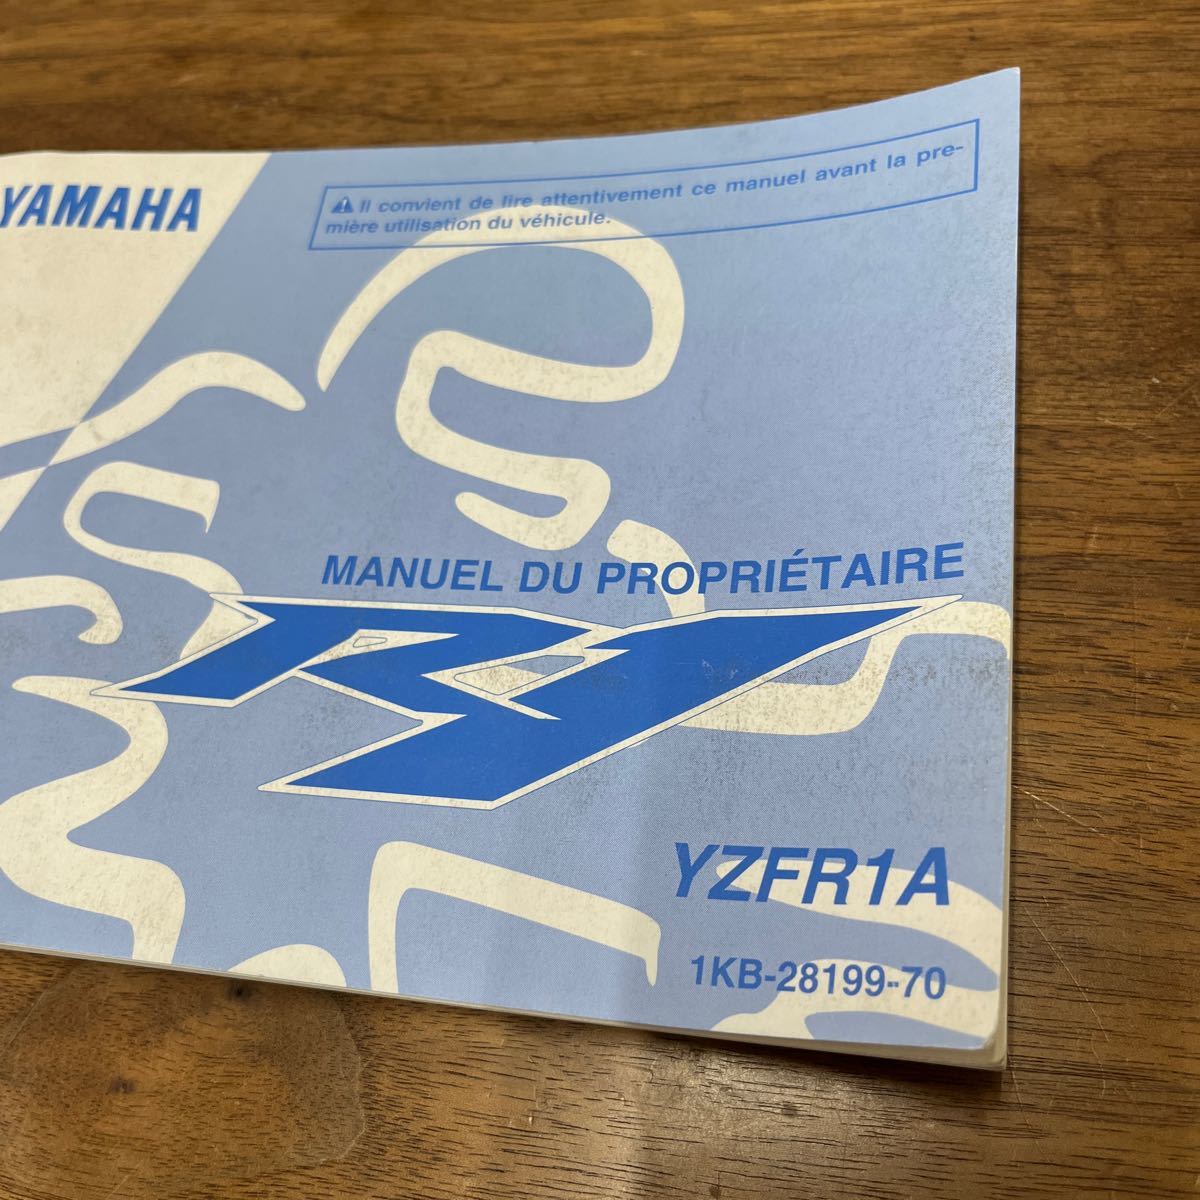 YAMAHA
⚠ Il convient de lire attentivement ce manuel avant la pre-
mière utilisation du véhicule.
MANUEL DU PROPRIÉTAIRE
R1
YZFR1A
1KB-28199-70